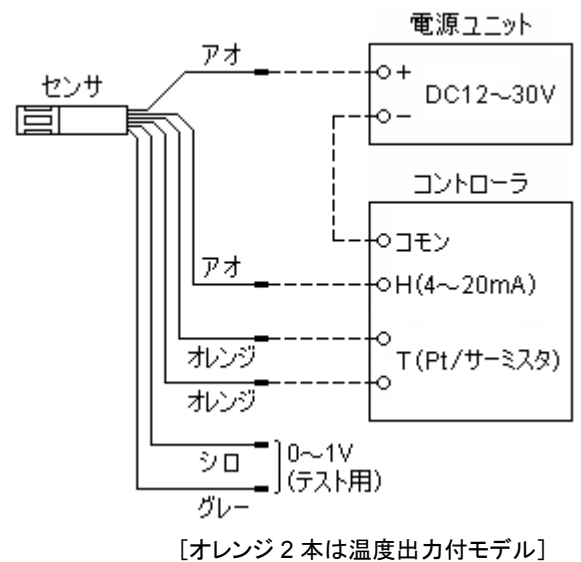 電源ユニット
アオ
+
DC12～30V
−
センサ
コントローラ
コモン
アオ
H(4～20mA)
オレンジ
T(Pt/サーミスタ)
オレンジ
シロ
0～1V
(テスト用)
グレー
[オレンジ2本は温度出力付モデル]